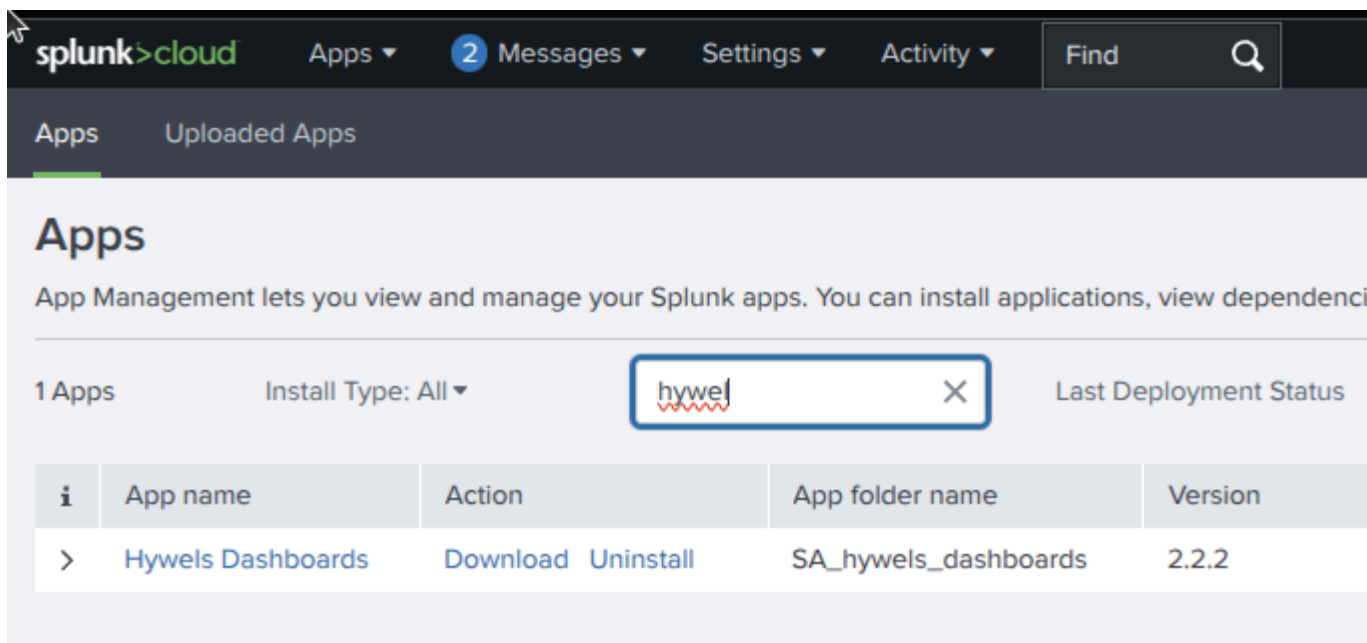 splunk>cloud Apps 2 Messages Settings Activity Find
Apps Uploaded Apps
Apps
App Management lets you view and manage your Splunk apps. You can install applications, view dependenci
1 Apps Install Type: All hywel Last Deployment Status
i App name Action App folder name Version
Hywels Dashboards Download Uninstall SA_hywels_dashboards 2.2.2